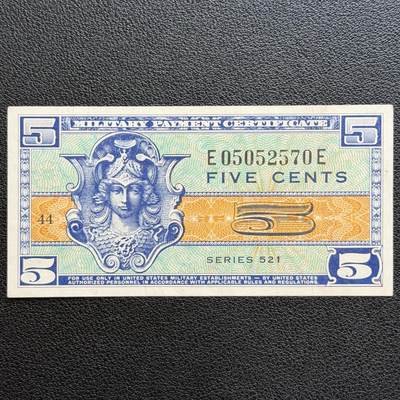 5 MILITARY PAYMENT CERTIFICATE 5
E05052570E
FIVE CENTS
44
5
SERIES 521
5 FOR USE ONLY IN UNITED STATES MILITARY ESTABLISHMENTS — BY UNITED STATES 5
AUTHORIZED PERSONNEL IN ACCORDANCE WITH APPLICABLE RULES AND REGULATIONS.